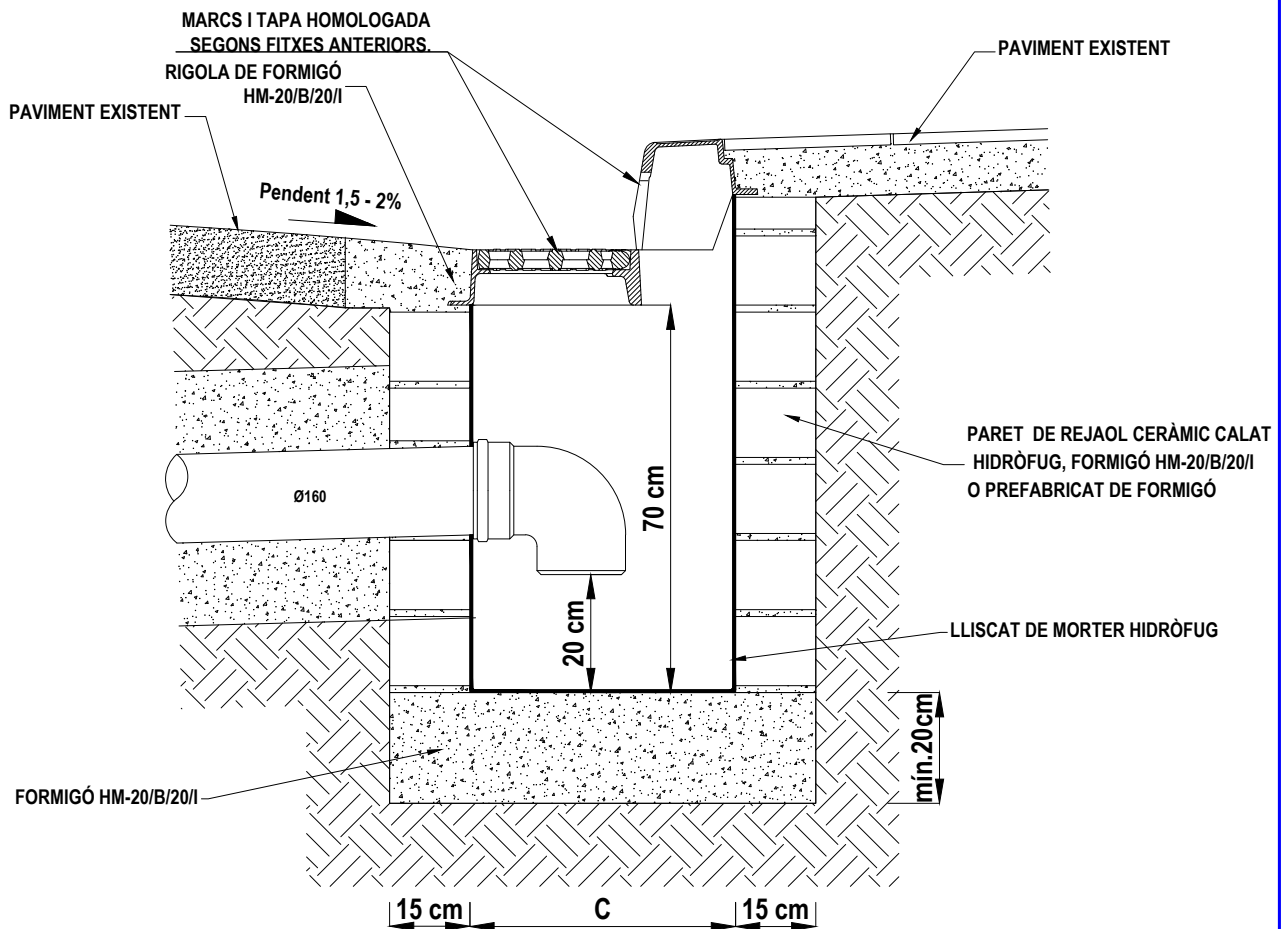 MARCS I TAPA HOMOLOGADA
SEGONS FITXES ANTERIORS.
RIGOLA DE FORMIGÓ
HM-20/B/20/I
PAVIMENT EXISTENT
PAVIMENT EXISTENT
Pendent 1,5 - 2%
Ø160
70 cm
20 cm
PARET DE REJAOL CERÀMIC CALAT
HIDRÒFUG, FORMIGÓ HM-20/B/20/I
O PREFABRICAT DE FORMIGÓ
LLISCAT DE MORTER HIDRÒFUG
mín.20cm
FORMIGÓ HM-20/B/20/I
15 cm
C
15 cm